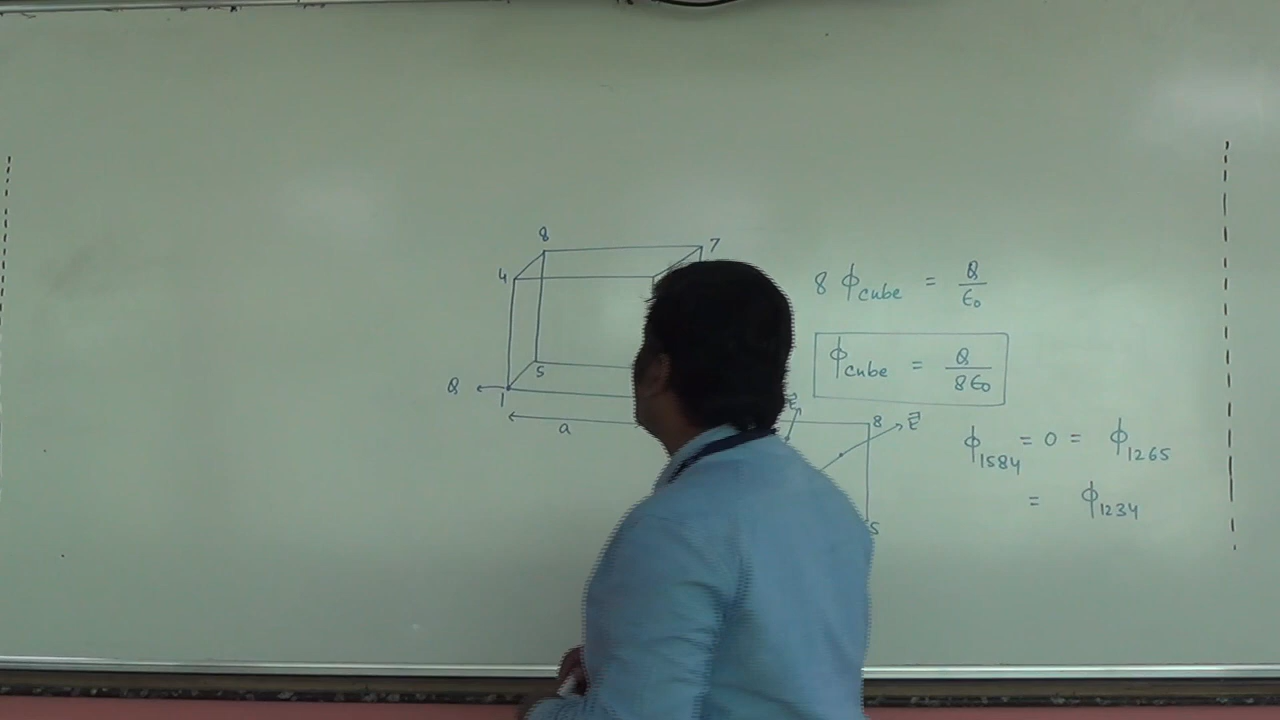 8
7
4
5
Q
1
a
8 ϕcube = Q/ϵ₀
ϕcube = Q/8ϵ₀
8
E⃗
S
ϕ1584 = 0 = ϕ1265
= ϕ1234